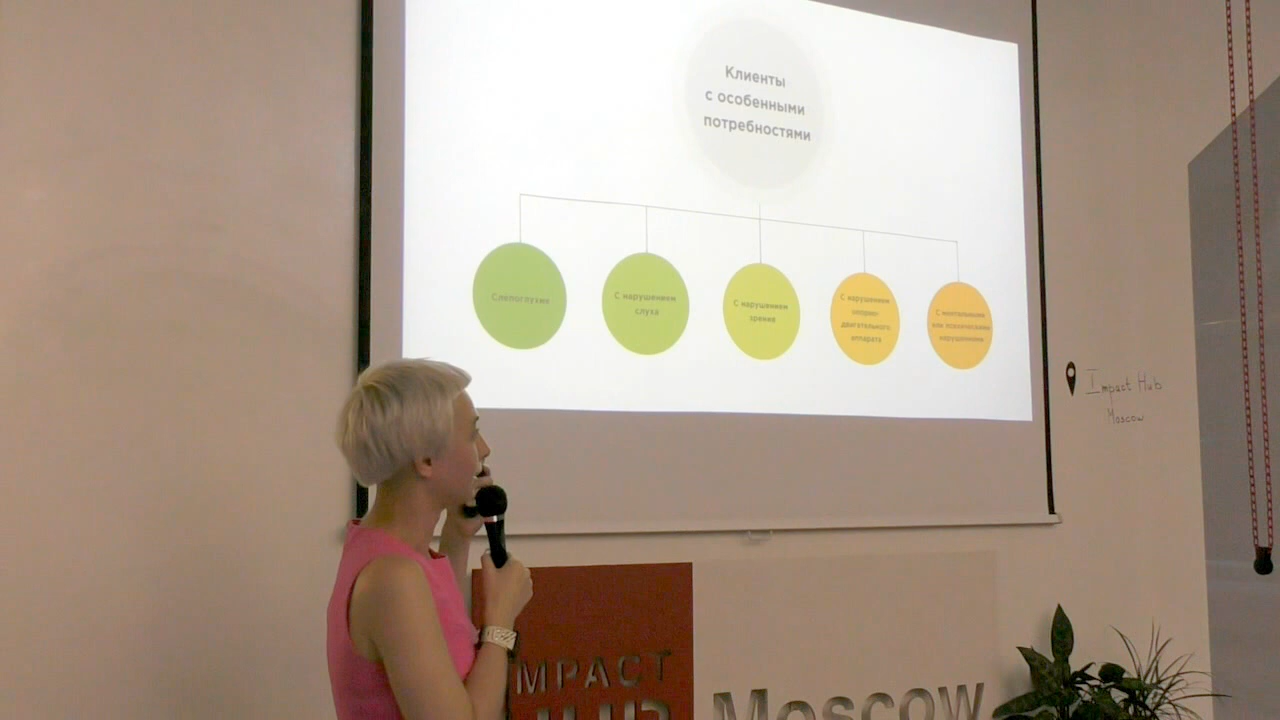 Клиенты
с особенными
потребностями
Слепоглухие
С нарушением
слуха
С нарушением
зрения
С нарушением
опорно-
двигательного
аппарата
С ментальными
или психическими
нарушениями
Impact Hub
Moscow
IMPACT
HUB
Moscow